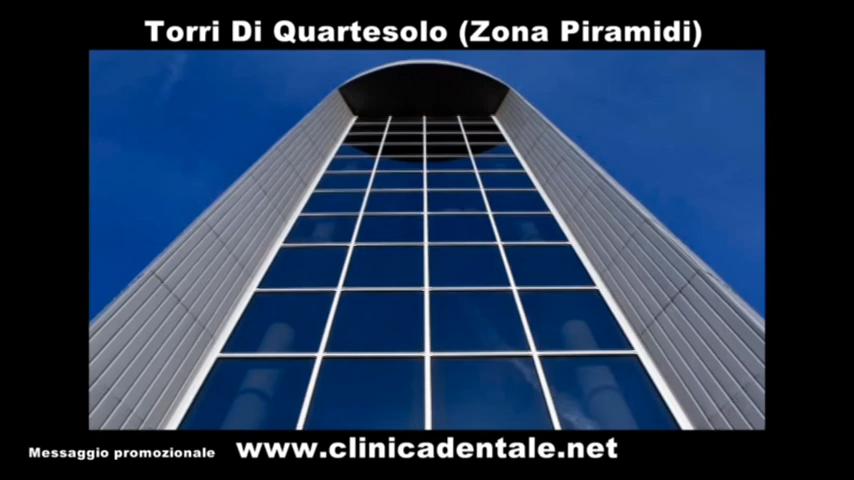 Torri Di Quartesolo (Zona Piramidi)
Messaggio promozionale
www.clinicadentale.net